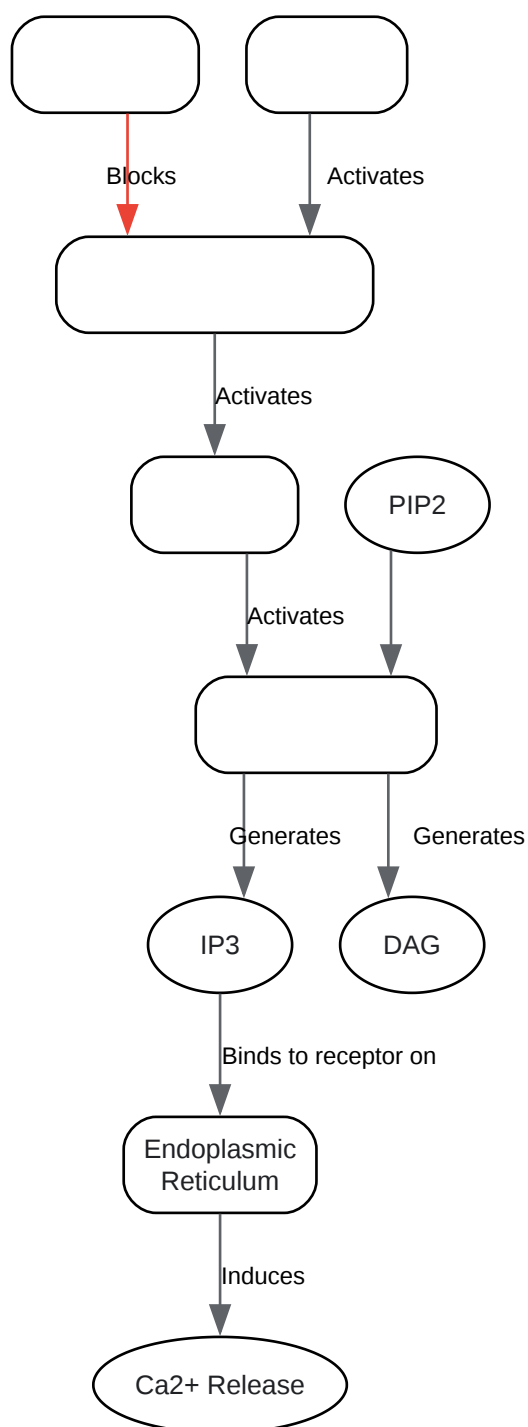 Blocks
Activates
Activates
PIP2
Activates
Generates
Generates
IP3
DAG
Binds to receptor on
Endoplasmic
Reticulum
Induces
Ca2+ Release